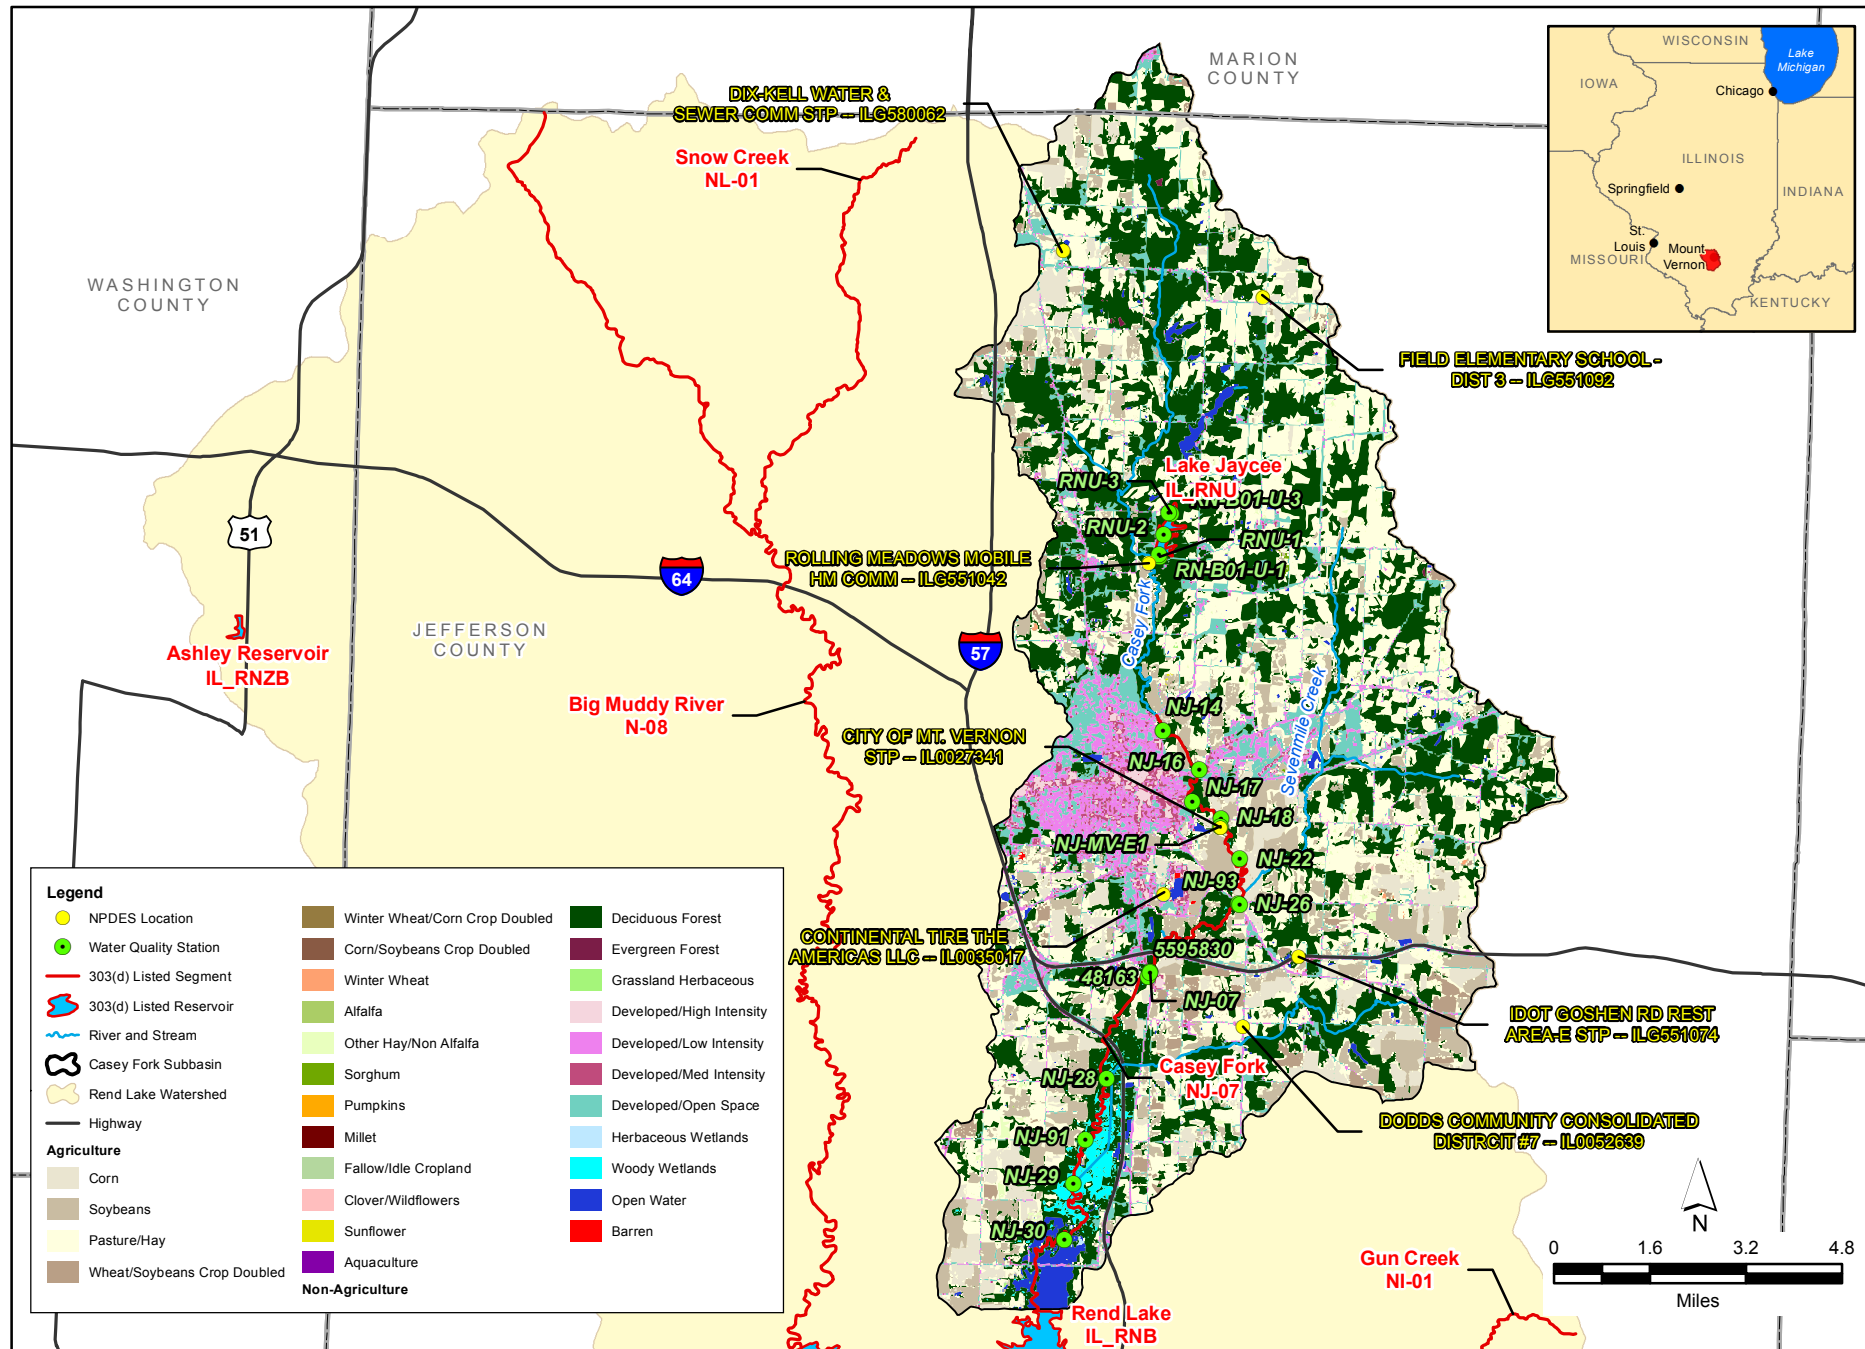 MARION
COUNTY
DIX-KELL WATER &
SEWER COMM STP -- ILG580062
Snow Creek
NL-01
WASHINGTON
COUNTY
WISCONSIN
Lake
Michigan
IOWA
Chicago
ILLINOIS
Springfield
INDIANA
St.
Louis
Mount
Vernon
MISSOURI
KENTUCKY
FIELD ELEMENTARY SCHOOL -
DIST 3 -- ILG551092
Lake Jaycee
IL_RNU
RNU-3
RN-B01-U-3
RNU-2
RNU-1
RN-B01-U-1
ROLLING MEADOWS MOBILE
HM COMM -- ILG551042
51
64
57
JEFFERSON
COUNTY
Ashley Reservoir
IL_RNZB
Casey Fork
Sevenmile Creek
Big Muddy River
N-08
NJ-14
CITY OF MT. VERNON
STP -- IL0027341
NJ-16
NJ-17
NJ-18
NJ-MV-E1
NJ-22
NJ-93
NJ-26
CONTINENTAL TIRE THE
AMERICAS LLC -- IL0035017
5595830
48163
NJ-07
IDOT GOSHEN RD REST
AREA-E STP -- ILG551074
Casey Fork
NJ-07
NJ-28
DODDS COMMUNITY CONSOLIDATED
DISTRCIT #7 -- IL0052639
NJ-91
NJ-29
NJ-30
Rend Lake
IL_RNB
Gun Creek
NI-01
N
0 1.6 3.2 4.8
Miles
Legend
NPDES Location
Water Quality Station
303(d) Listed Segment
303(d) Listed Reservoir
River and Stream
Casey Fork Subbasin
Rend Lake Watershed
Highway
Agriculture
Corn
Soybeans
Pasture/Hay
Wheat/Soybeans Crop Doubled
Winter Wheat/Corn Crop Doubled
Corn/Soybeans Crop Doubled
Winter Wheat
Alfalfa
Other Hay/Non Alfalfa
Sorghum
Pumpkins
Millet
Fallow/Idle Cropland
Clover/Wildflowers
Sunflower
Aquaculture
Non-Agriculture
Deciduous Forest
Evergreen Forest
Grassland Herbaceous
Developed/High Intensity
Developed/Low Intensity
Developed/Med Intensity
Developed/Open Space
Herbaceous Wetlands
Woody Wetlands
Open Water
Barren